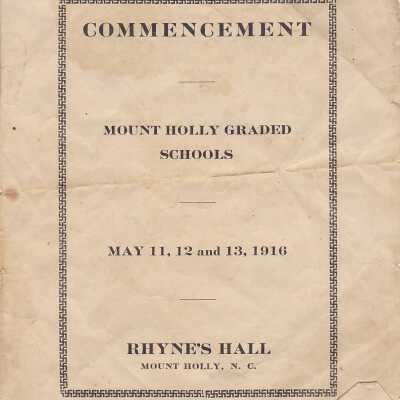 COMMENCEMENT
MOUNT HOLLY GRADED
SCHOOLS
MAY 11, 12 and 13, 1916
RHYNE'S HALL
MOUNT HOLLY, N. C.